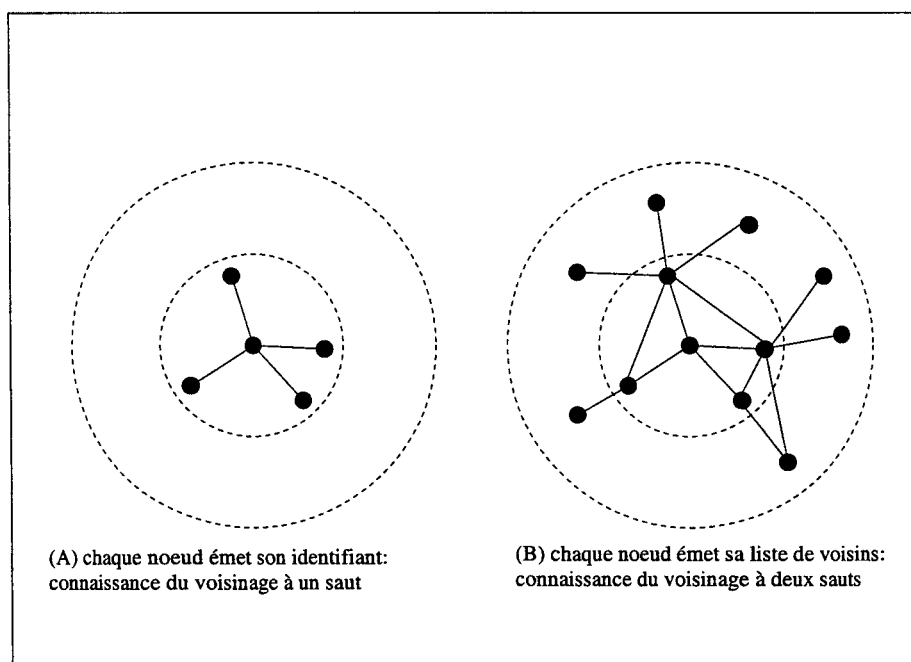 (A) chaque noeud émet son identifiant:
connaissance du voisinage à un saut
(B) chaque noeud émet sa liste de voisins:
connaissance du voisinage à deux sauts